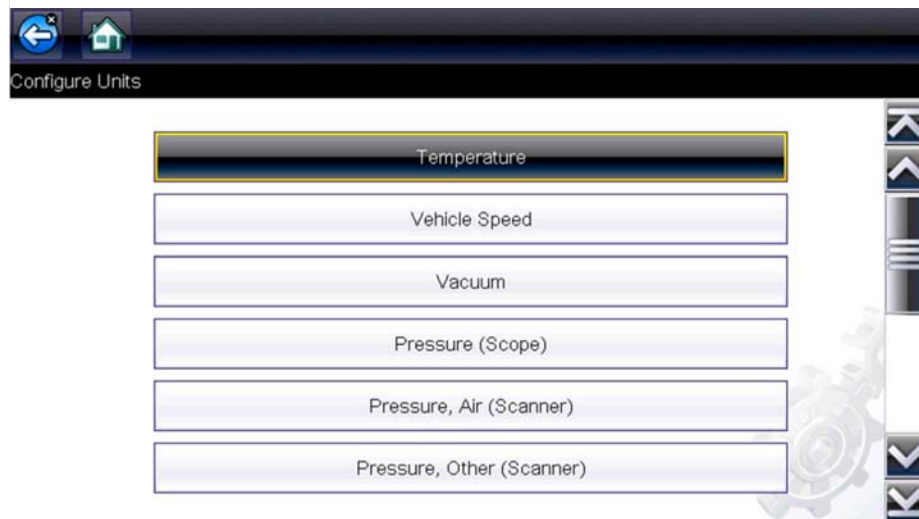 Configure Units
Temperature
Vehicle Speed
Vacuum
Pressure (Scope)
Pressure, Air (Scanner)
Pressure, Other (Scanner)